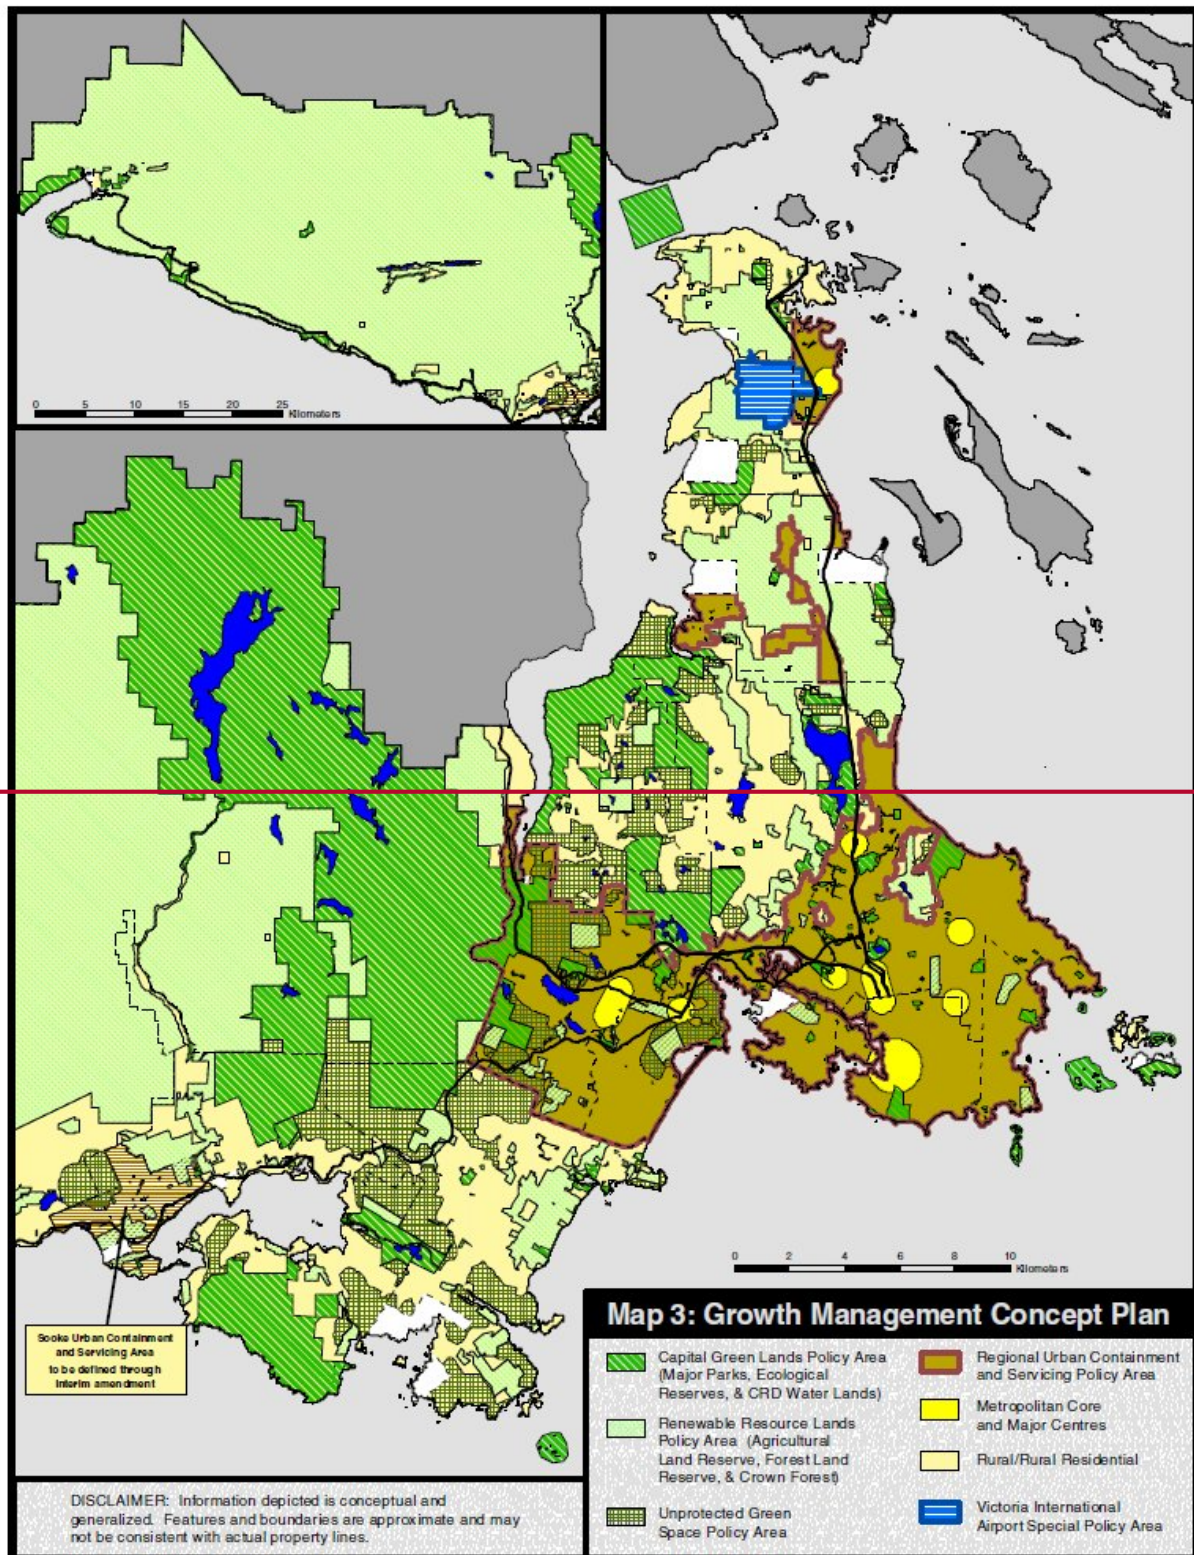 0 5 10 15 20 25
Kilometers
0 2 4 6 8 10
Kilometers
Sooke Urban Containment
and Servicing Area
to be defined through
interim amendment
Map 3: Growth Management Concept Plan
Capital Green Lands Policy Area
(Major Parks, Ecological
Reserves, & CRD Water Lands)
Renewable Resource Lands
Policy Area (Agricultural
Land Reserve, Forest Land
Reserve, & Crown Forest)
Unprotected Green
Space Policy Area
Regional Urban Containment
and Servicing Policy Area
Metropolitan Core
and Major Centres
Rural/Rural Residential
Victoria International
Airport Special Policy Area
DISCLAIMER: Information depicted is conceptual and
generalized. Features and boundaries are approximate and may
not be consistent with actual property lines.